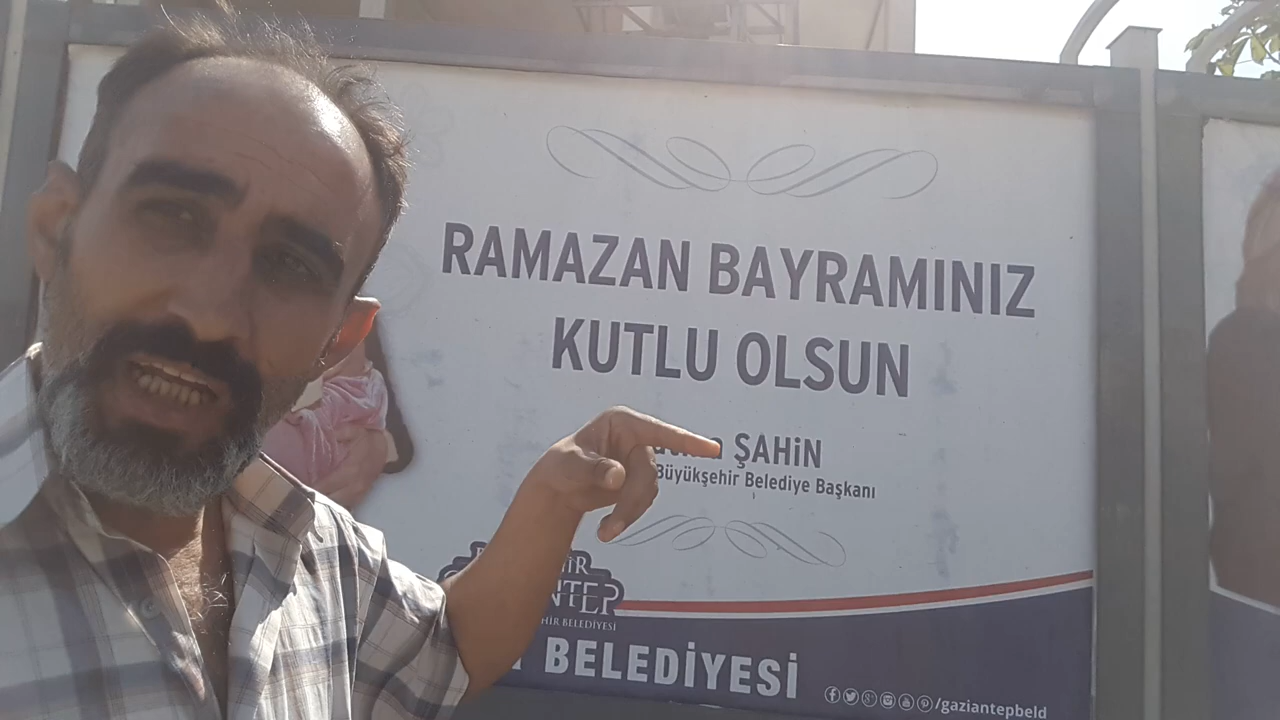 RAMAZAN BAYRAMINIZ
KUTLU OLSUN
ŞAHİN
Büyükşehir Belediye Başkanı
BELEDİYESİ
/gaziantepbeld